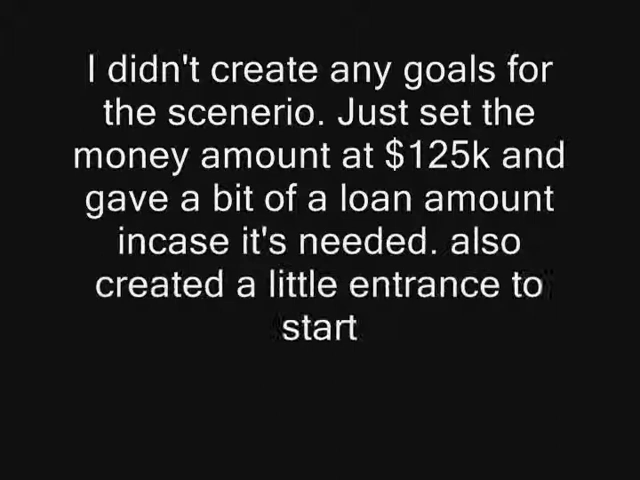 I didn't create any goals for
the scenerio. Just set the
money amount at $125k and
gave a bit of a loan amount
incase it's needed. also
created a little entrance to
start